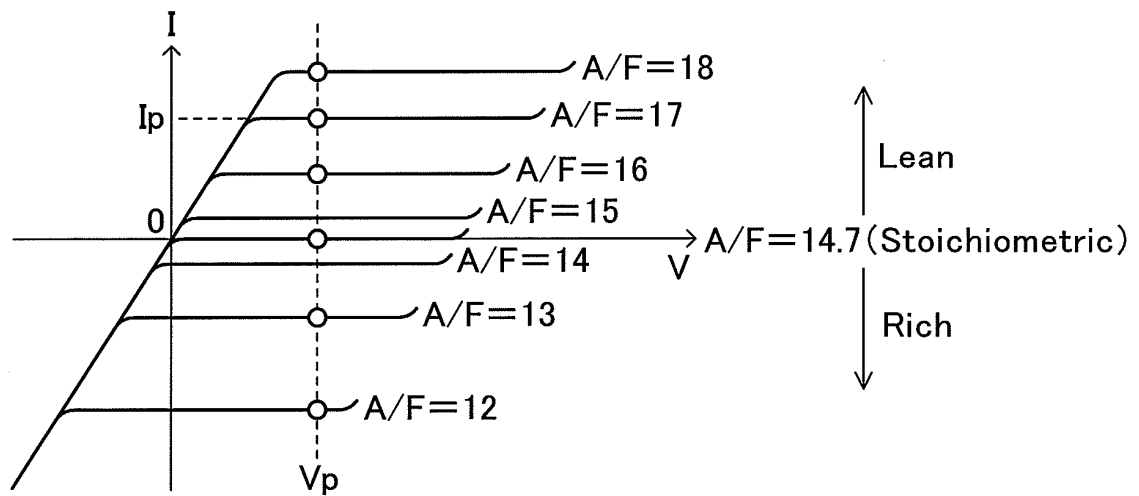 I
A/F=18
Ip
A/F=17
Lean
A/F=16
0
A/F=15
V
A/F=14.7(Stoichiometric)
A/F=14
A/F=13
Rich
A/F=12
Vp